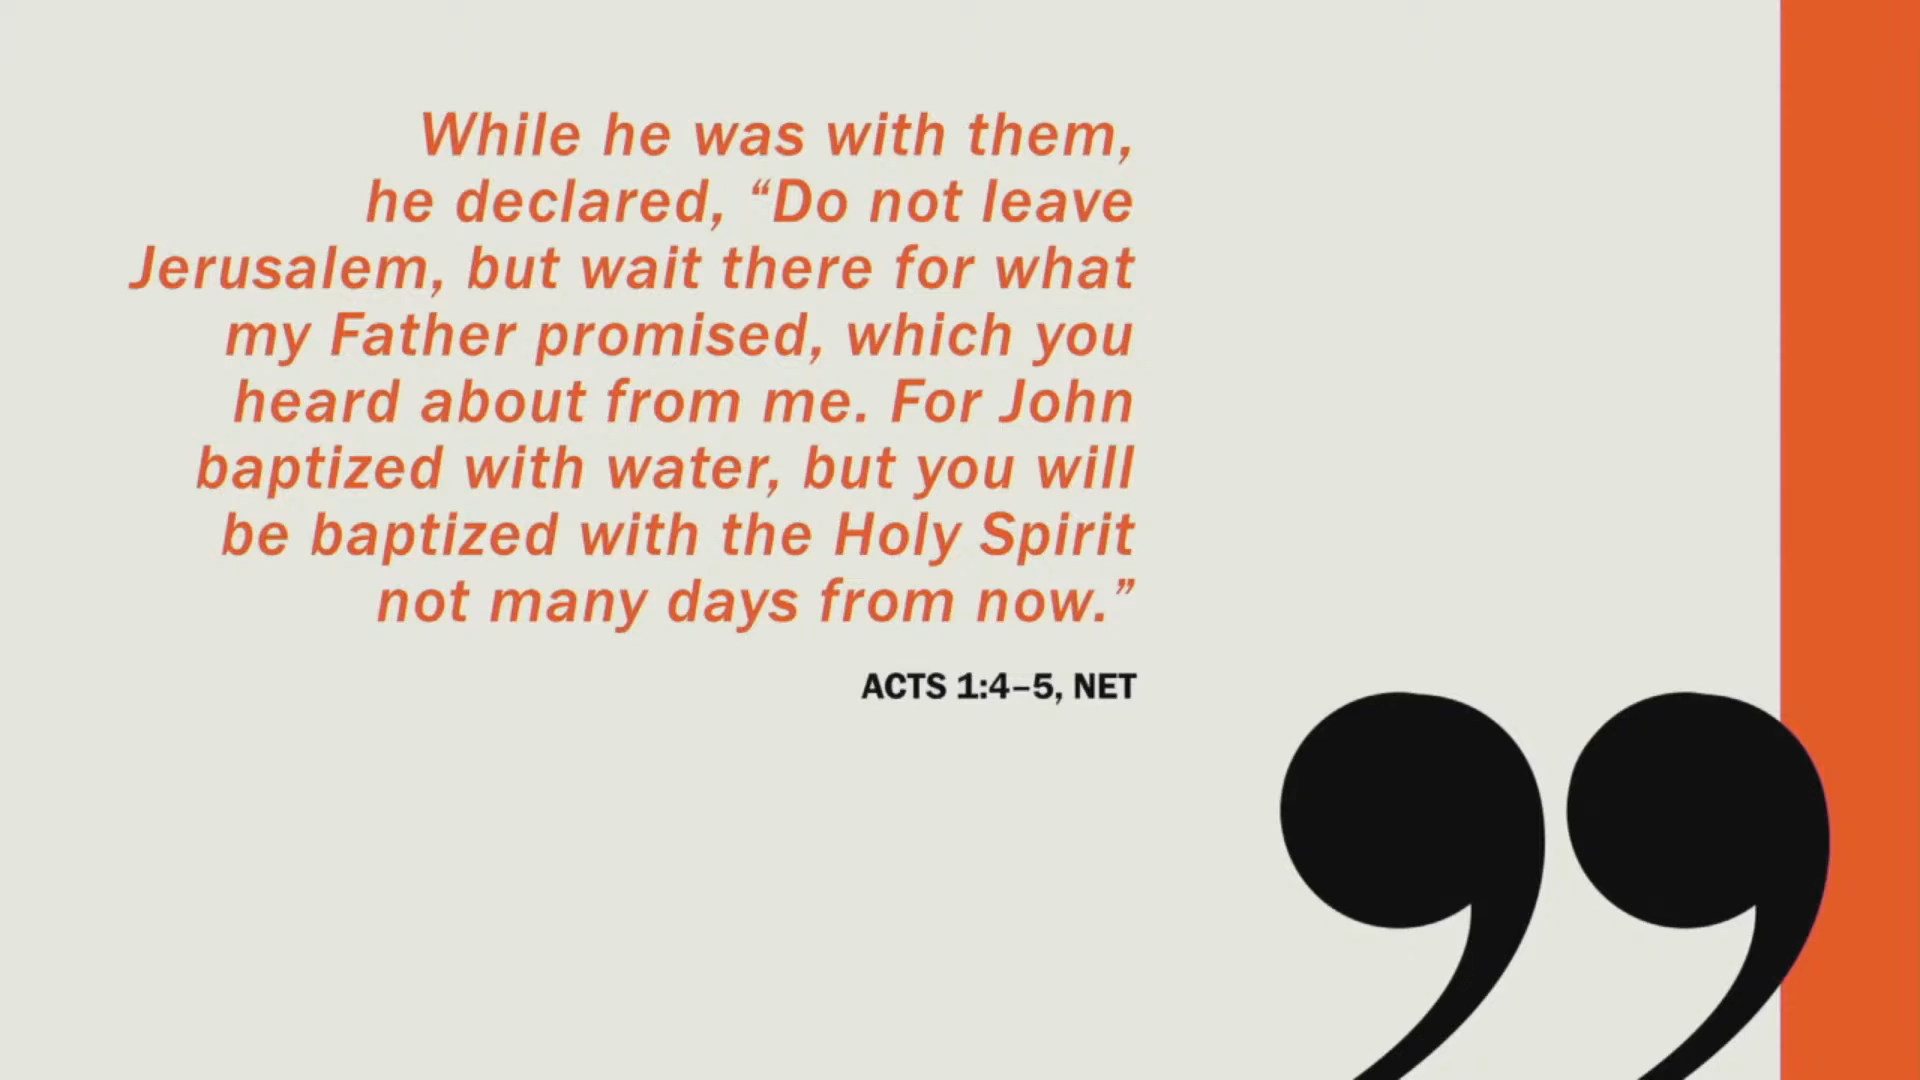 While he was with them,
he declared, “Do not leave
Jerusalem, but wait there for what
my Father promised, which you
heard about from me. For John
baptized with water, but you will
be baptized with the Holy Spirit
not many days from now.”
ACTS 1:4–5, NET